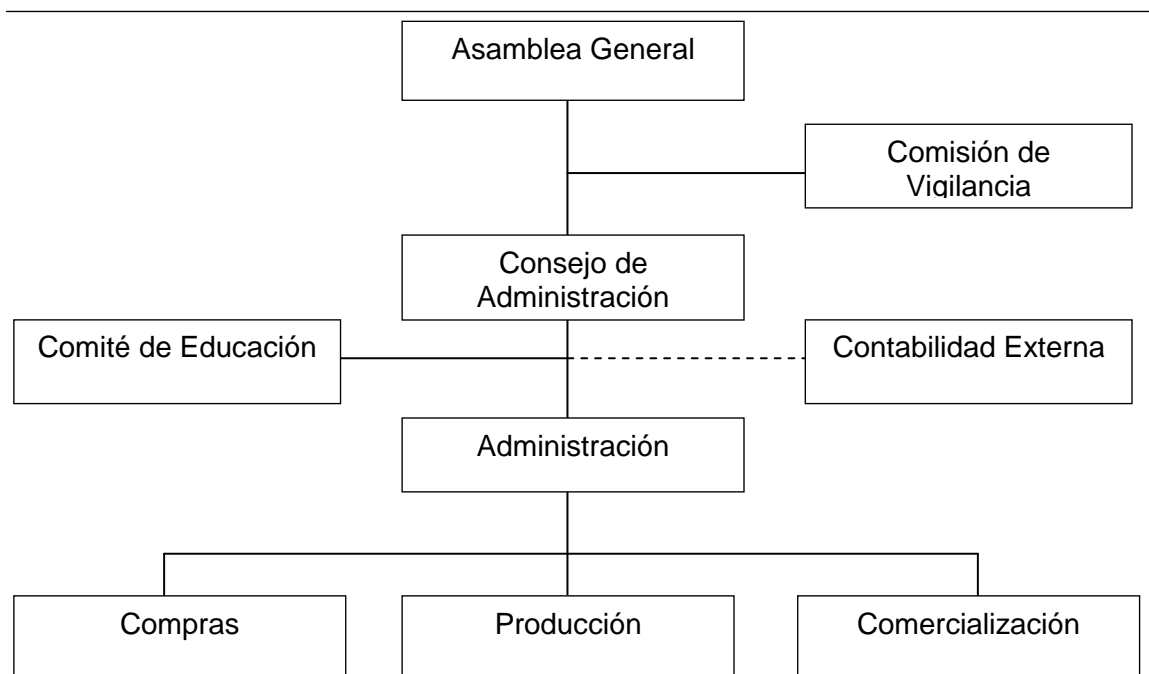 Asamblea General
Comisión de
Vigilancia
Consejo de
Administración
Comité de Educación
Contabilidad Externa
Administración
Compras
Producción
Comercialización